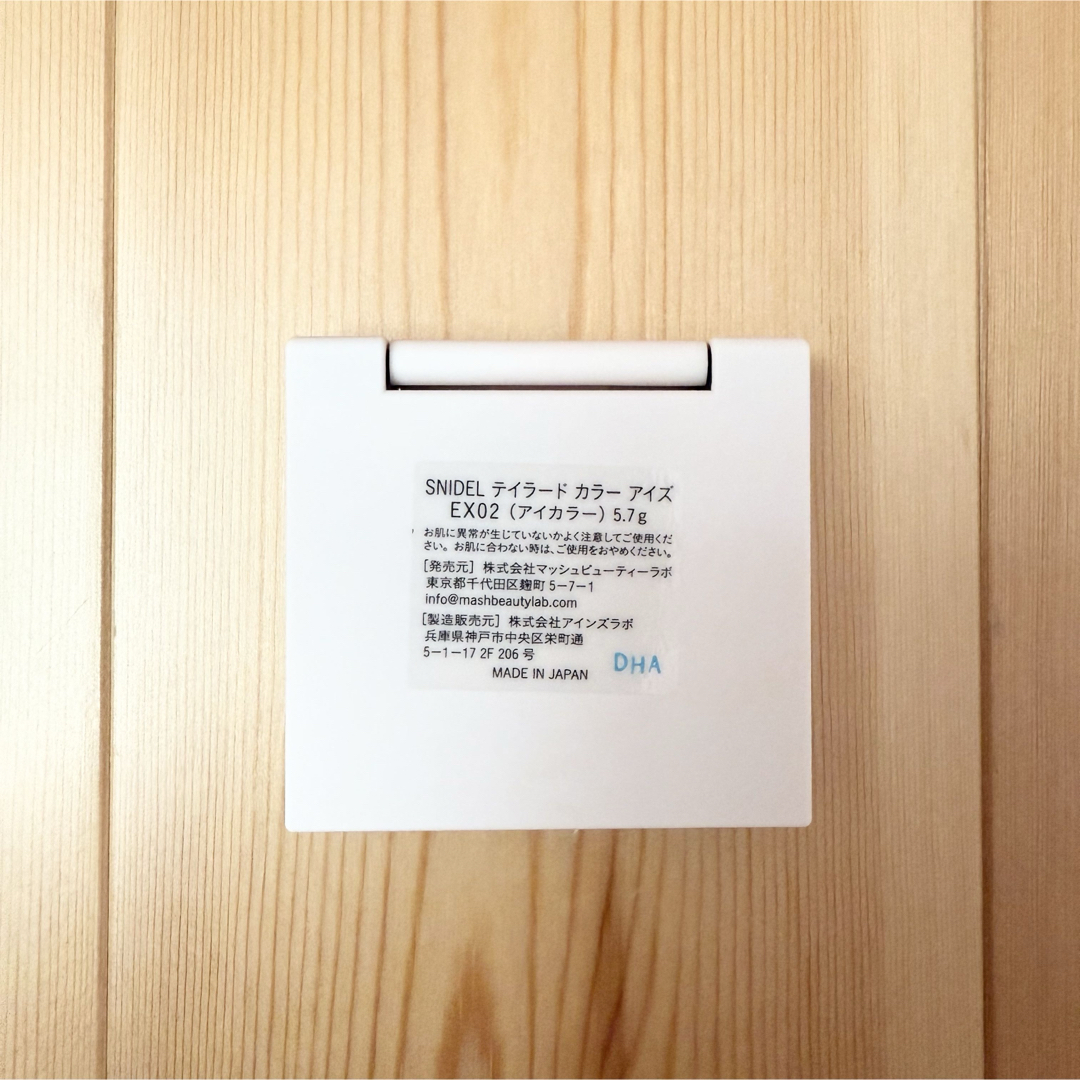 SNIDEL テイラード カラー アイズ
EX02（アイカラー）5.7g
お肌に異常が生じていないかよく注意してご使用くだ
さい。お肌に合わない時は、ご使用をおやめください。
［発売元］株式会社マッシュビューティーラボ
東京都千代田区麹町 5-7-1
info@mashbeautylab.com
［製造販売元］株式会社アインズラボ
兵庫県神戸市中央区栄町通
5-1-17 2F 206 号
MADE IN JAPAN
DHA